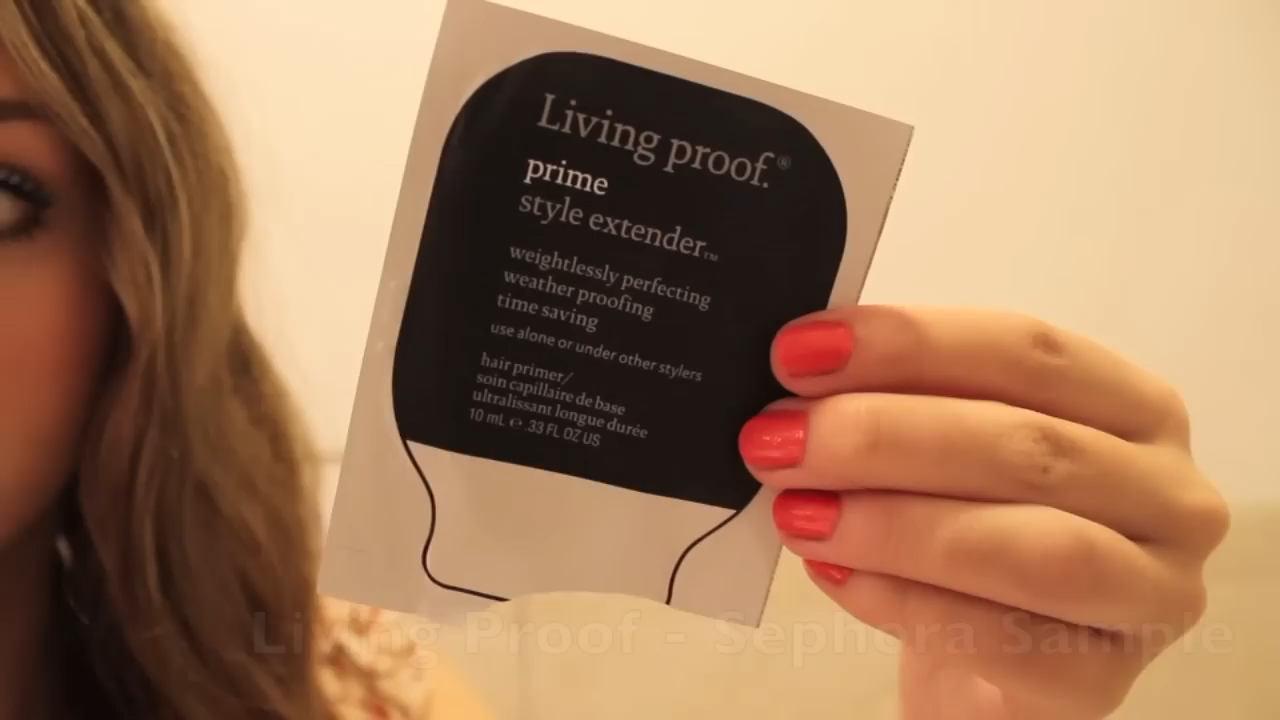 Living proof.®
prime
style extender™
weightlessly perfecting
weather proofing
time saving
use alone or under other stylers
hair primer/
soin capillaire de base
ultralissant longue durée
10 mL ℮ .33 FL OZ US
Living Proof - Sephora Sample